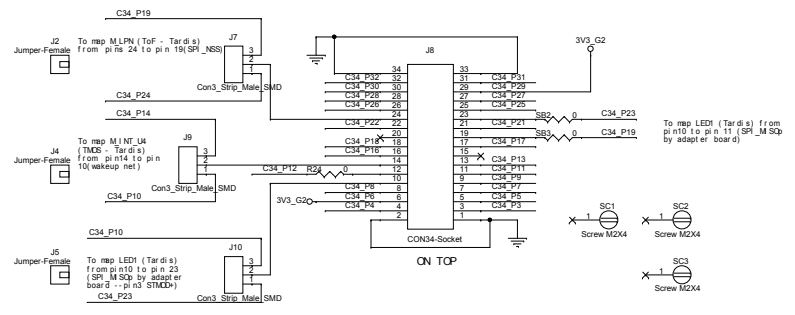 C34_P19
J2
Jumper-Female
To map M_LPN (ToF - Tardis)
from pins 24 to pin 19(SPI_NSS)
J7
3
2
1
Con3_Strip_Male_SMD
C34_P24
C34_P14
J4
Jumper-Female
To map M_INT_U4
(TMOS - Tardis)
from pin14 to pin
10(wakeup net)
J9
3
2
1
Con3_Strip_Male_SMD
C34_P10
C34_P10
J5
Jumper-Female
To map LED1 (Tardis)
from pin10 to pin 23
(SPI_MISOp by adapter
board --pin3 STMOD+)
J10
3
2
1
Con3_Strip_Male_SMD
C34_P23
J8
34 33
C34_P32 32 31 C34_P31
C34_P30 30 29 C34_P29
C34_P28 28 27 C34_P27
C34_P26 26 25 C34_P25
24 23 SB2 0 C34_P23
C34_P22 22 21 C34_P21
20 19 SB3 0 C34_P19
C34_P18 18 17 C34_P17
C34_P16 16 15
14 13 C34_P13
C34_P12 R24 0 12 11 C34_P11
10 9 C34_P9
C34_P8 8 7 C34_P7
3V3_G2 C34_P6 6 5 C34_P5
C34_P4 4 3 C34_P3
2 1
CON34-Socket
ON TOP
3V3_G2
To map LED1 (Tardis) from
pin10 to pin 11 (SPI_MISOp
by adapter board)
SC1
1
Screw M2X4
SC2
1
Screw M2X4
SC3
1
Screw M2X4